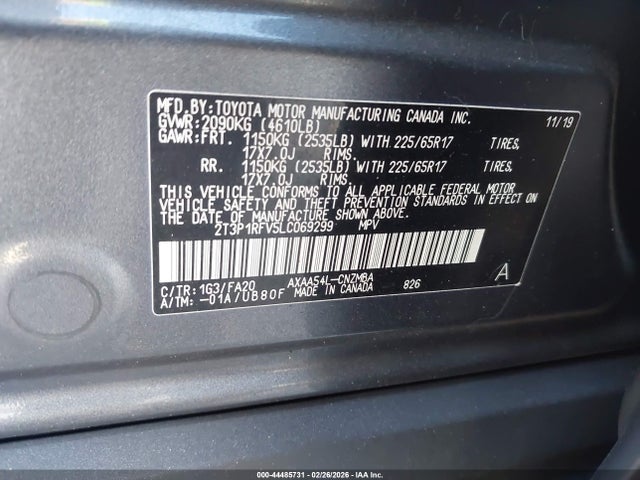 MFD.BY:TOYOTA MOTOR MANUFACTURING CANADA INC. 11/19
GVWR:2090KG (4610LB)
GAWR:FRT. 1150KG (2535LB) WITH 225/65R17 TIRES,
17X7.0J RIMS.
RR. 1150KG (2535LB) WITH 225/65R17 TIRES,
17X7.0J RIMS.
THIS VEHICLE CONFORMS TO ALL APPLICABLE FEDERAL MOTOR
VEHICLE SAFETY AND THEFT PREVENTION STANDARDS IN EFFECT ON
THE DATE OF MANUFACTURE SHOWN ABOVE.
2T3P1RFV5LC069299 MPV
C/TR:1G3/FA20 AXAA54L-CNZMBA A
A/TM:-01A/UB80F MADE IN CANADA 826
000-44485731 - 02/26/2026 - IAA Inc.